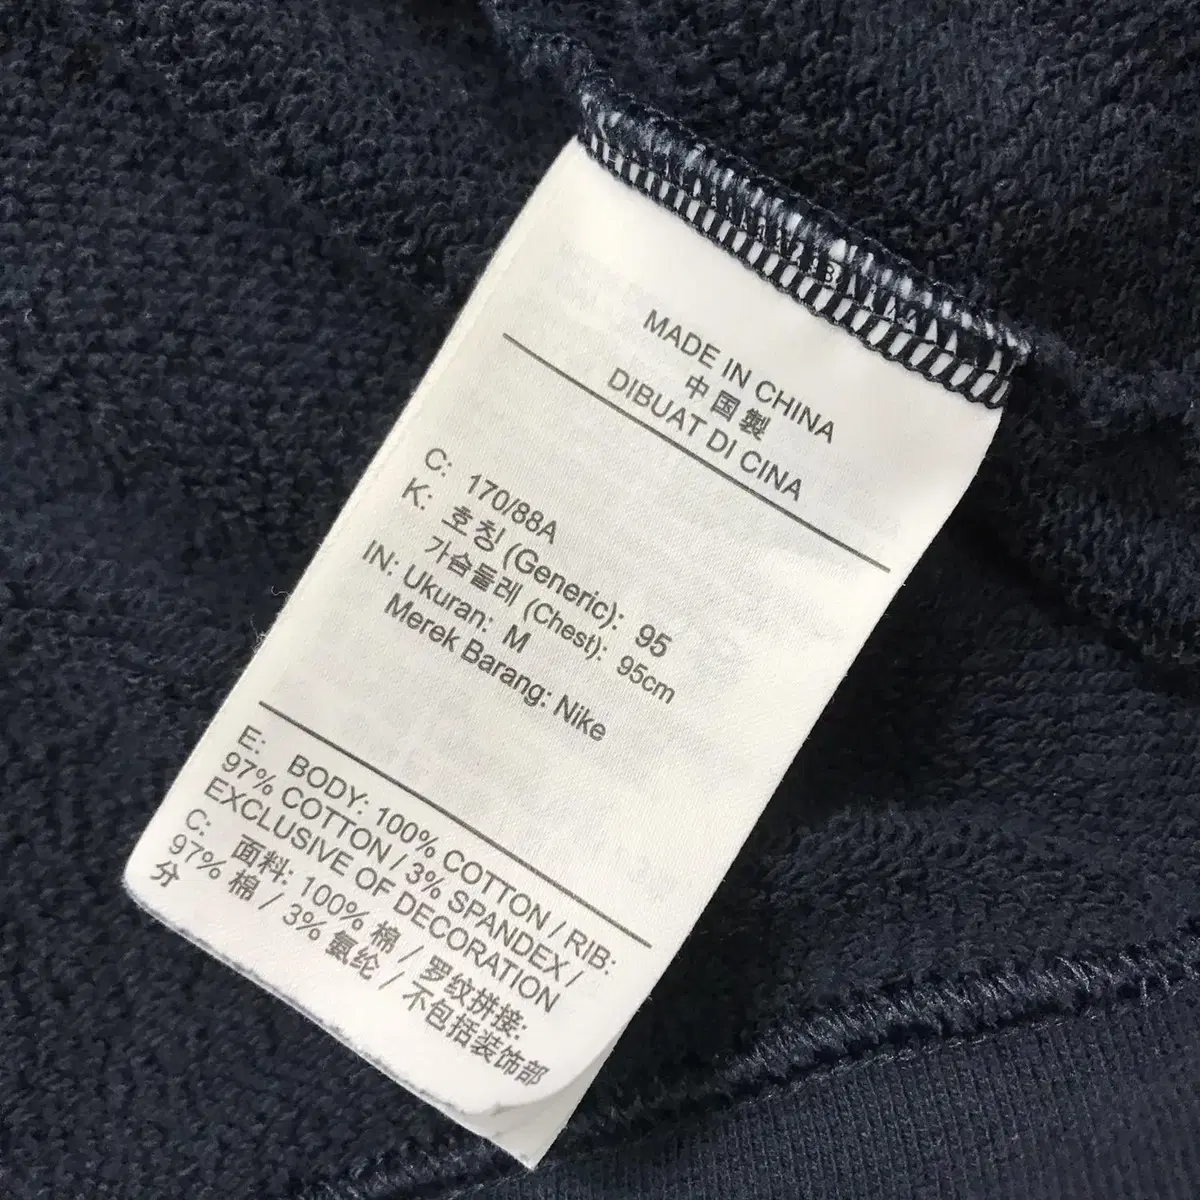 MADE IN CHINA
中国製
DIBUAT DI CINA
C: 170/88A
K: 호칭 (Generic): 95
가슴둘레 (Chest): 95cm
IN: Ukuran: M
Merek Barang: Nike
E: BODY: 100% COTTON / RIB:
97% COTTON / 3% SPANDEX /
EXCLUSIVE OF DECORATION
C: 面料: 100% 棉 / 罗纹拼接:
97% 棉 / 3% 氨纶 / 不包括装饰部
分